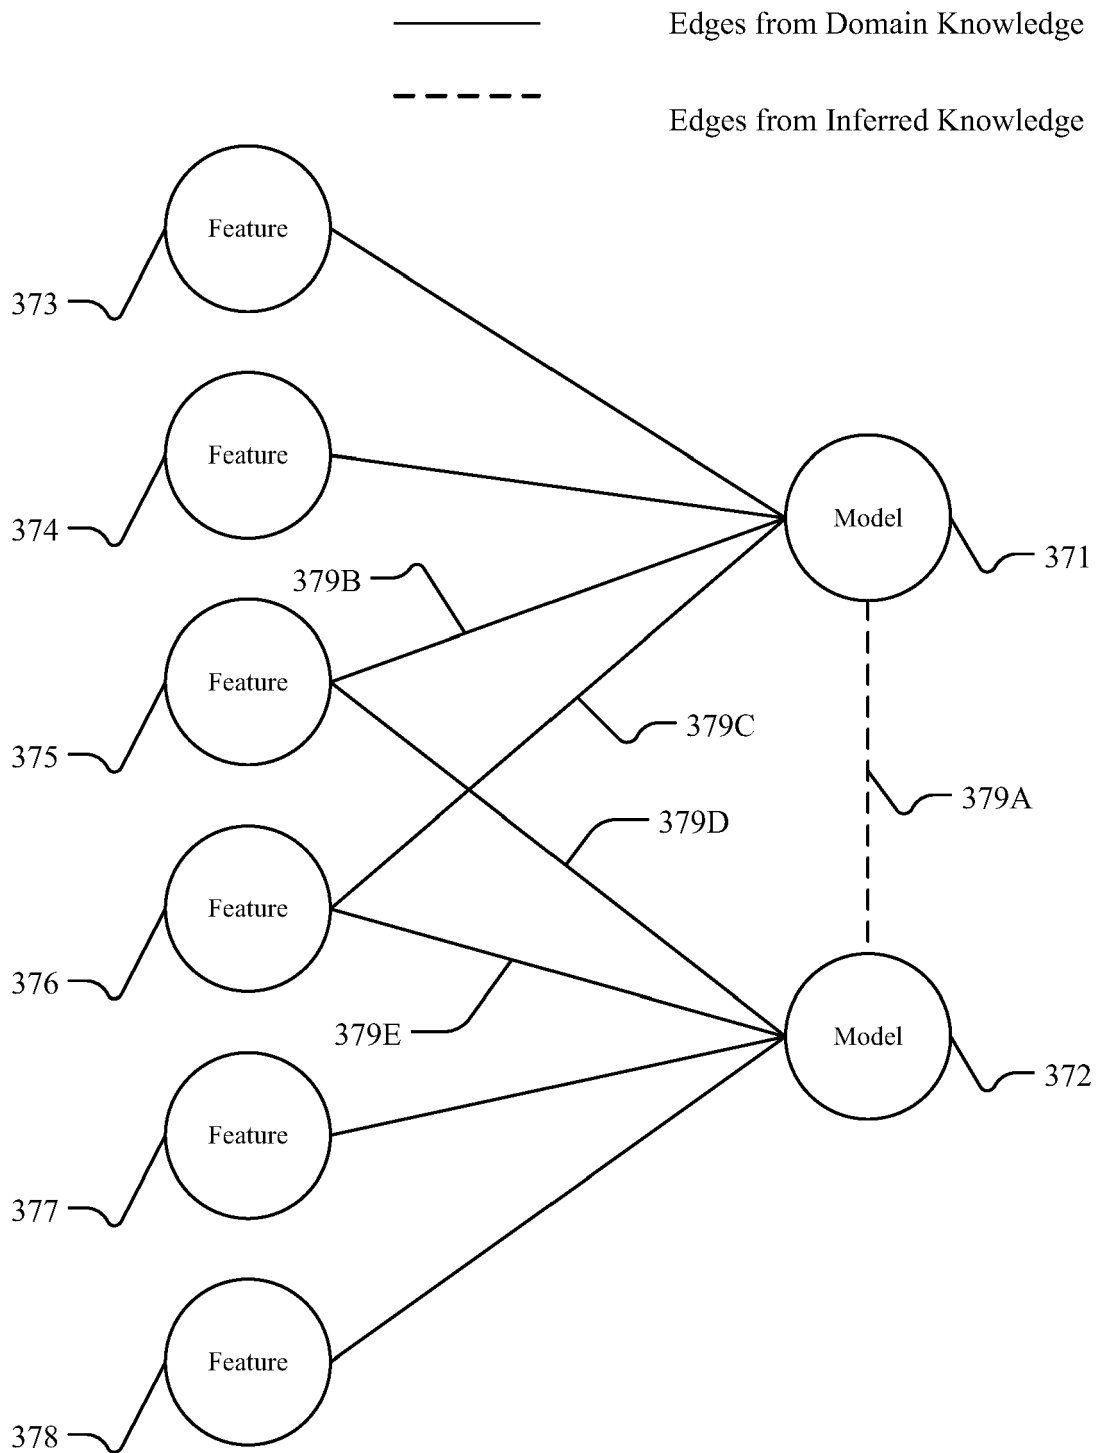 Edges from Domain Knowledge
Edges from Inferred Knowledge
Feature
373
Feature
374
Model
371
379B
Feature
375
379C
379A
379D
Feature
376
379E
Model
372
Feature
377
Feature
378